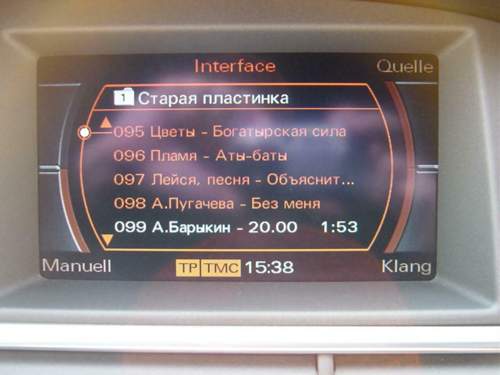 Interface
Quelle
1 Старая пластинка
095 Цветы - Богатырская сила
096 Пламя - Аты-баты
097 Лейся, песня - Объяснит...
098 А.Пугачева - Без меня
099 А.Барыкин - 20.00 1:53
Manuell
TP TMC 15:38
Klang